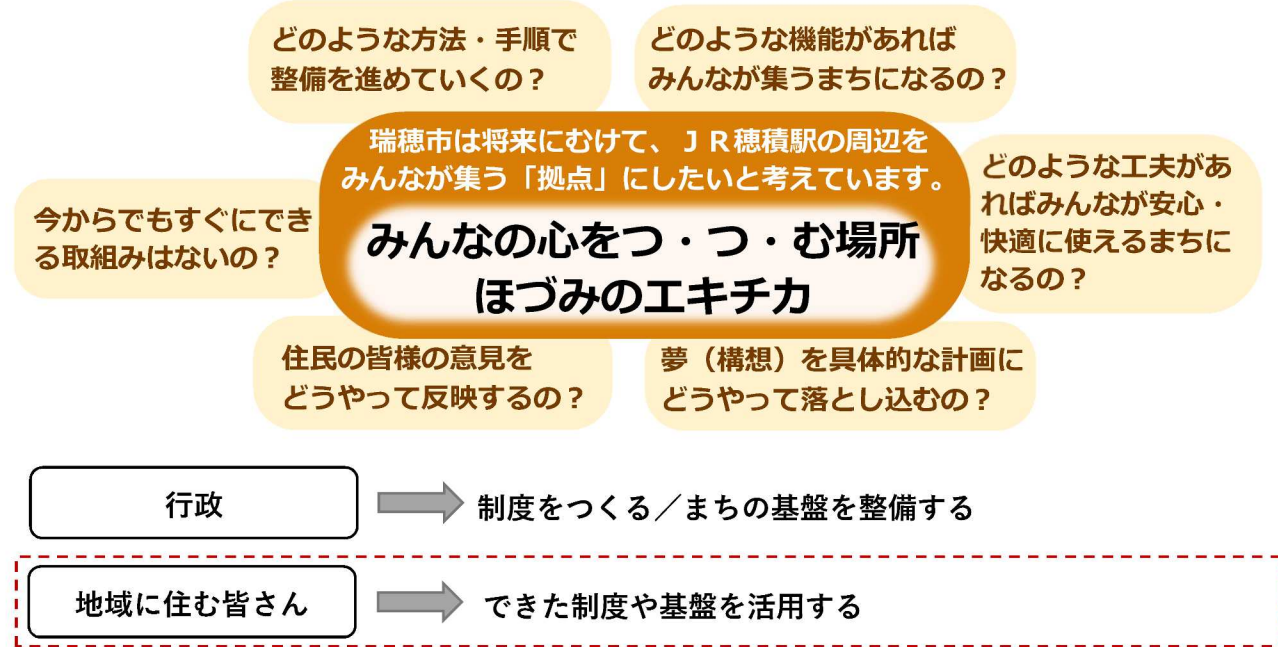 どのような方法・手順で
整備を進めていくの？
どのような機能があれば
みんなが集うまちになるの？
瑞穂市は将来にむけて、ＪＲ穂積駅の周辺を
みんなが集う「拠点」にしたいと考えています。
みんなの心をつ・つ・む場所
ほづみのエキチカ
今からでもすぐにでき
る取組みはないの？
どのような工夫があ
ればみんなが安心・
快適に使えるまちに
なるの？
住民の皆様の意見を
どうやって反映するの？
夢（構想）を具体的な計画に
どうやって落とし込むの？
行政
制度をつくる／まちの基盤を整備する
地域に住む皆さん
できた制度や基盤を活用する